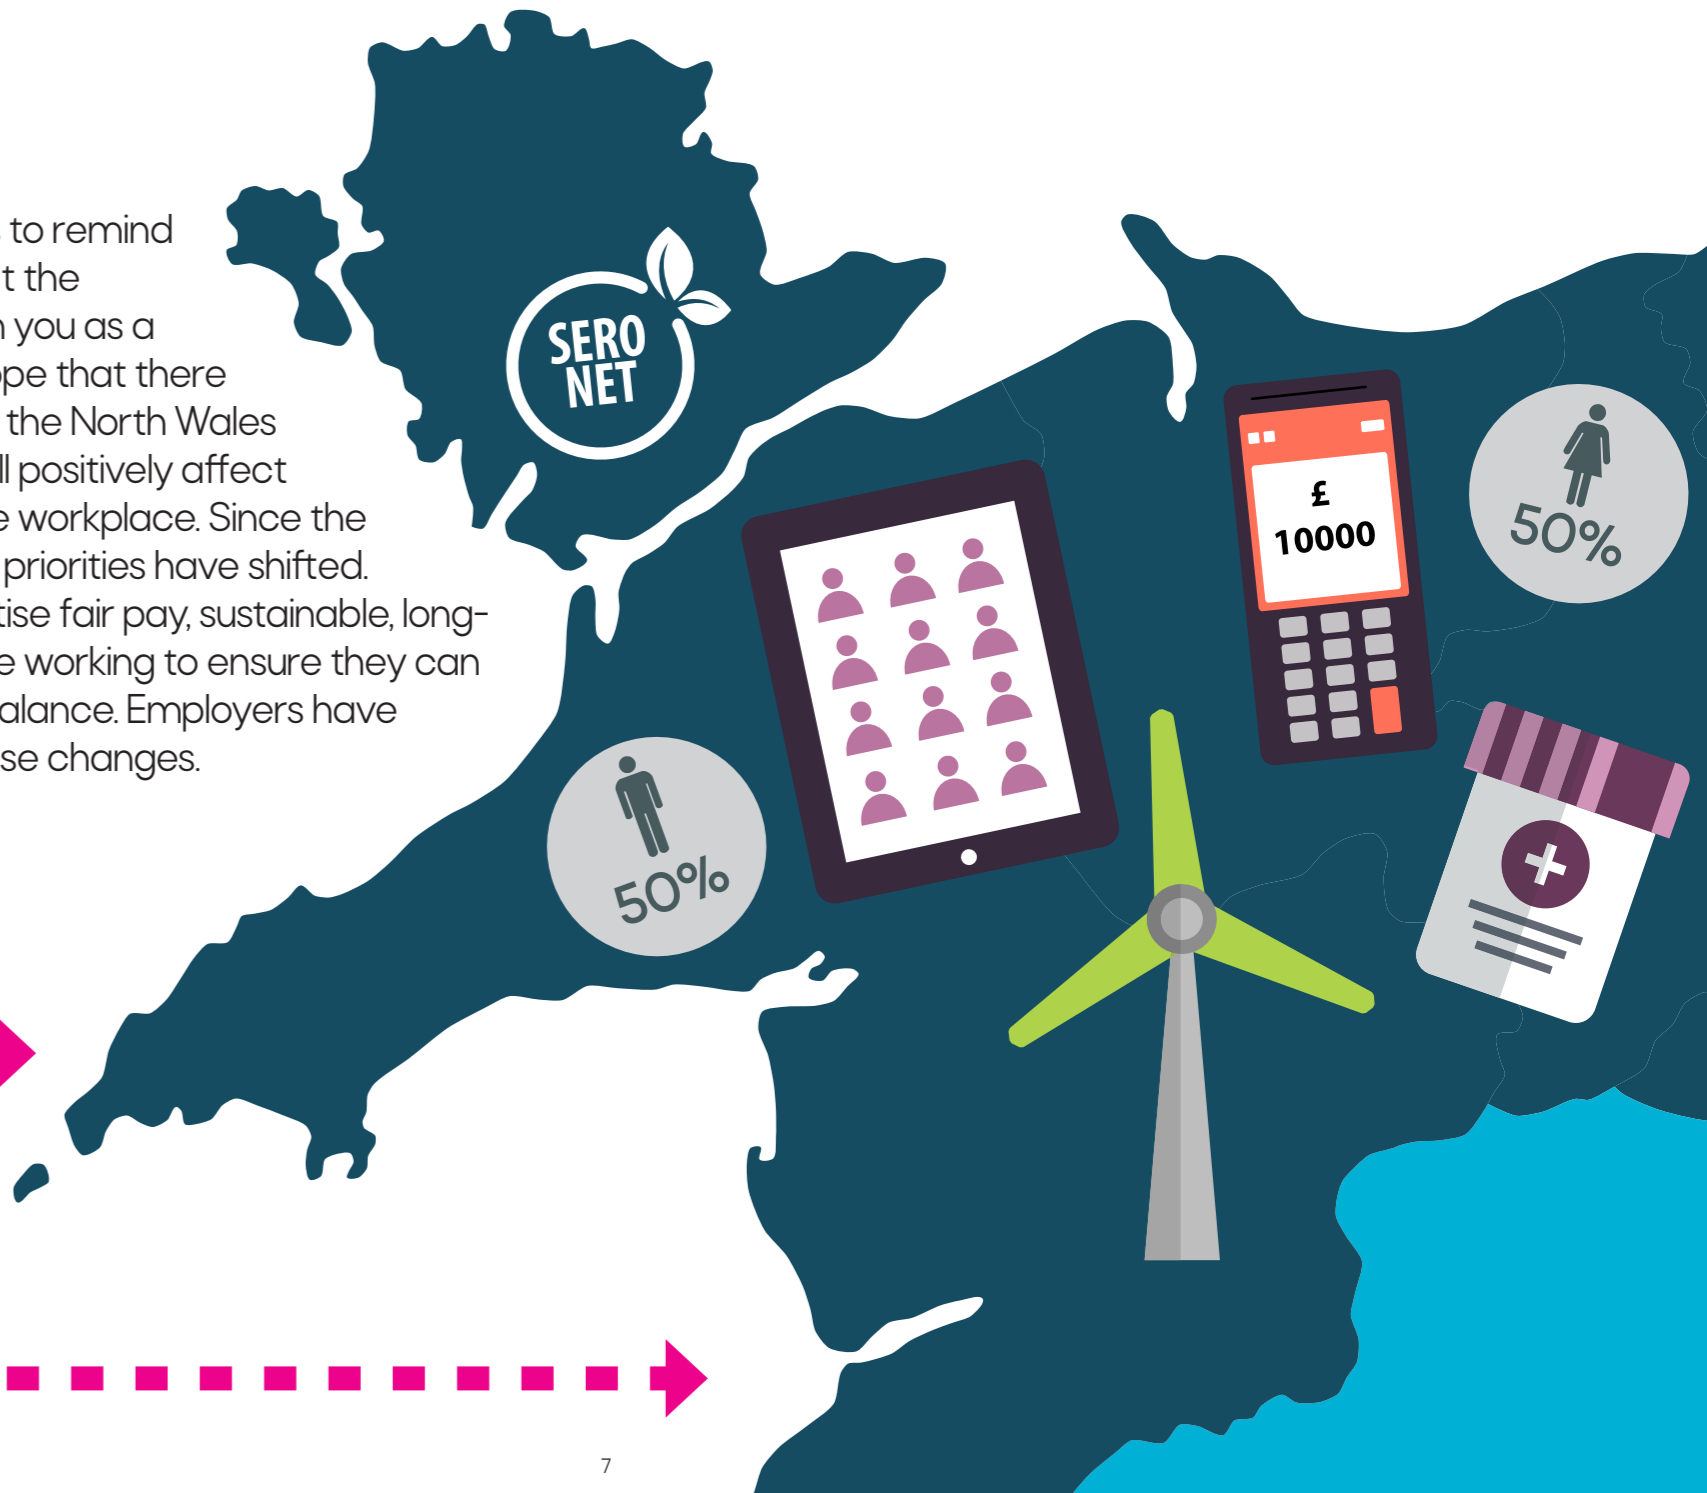 to remind
t the
you as a
ope that there
the North Wales
ll positively affect
e workplace. Since the
priorities have shifted.
tise fair pay, sustainable, long-
e working to ensure they can
alance. Employers have
se changes.
SERO
NET
£
10000
50%
50%
7